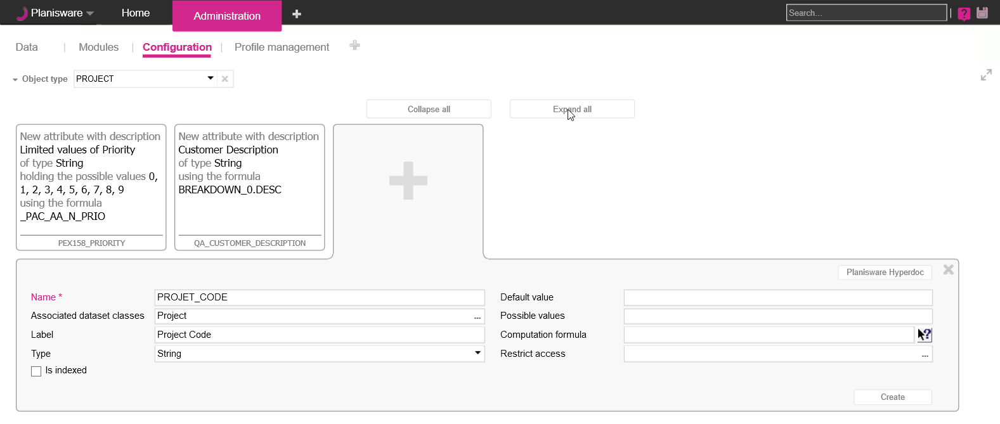 Planisware
Home
Administration
Search...
Data | Modules | Configuration | Profile management
Object type PROJECT
Collapse all
Expand all
New attribute with description
Limited values of Priority
of type String
holding the possible values 0,
1, 2, 3, 4, 5, 6, 7, 8, 9
using the formula
_PAC_AA_N_PRIO
PEX158_PRIORITY
New attribute with description
Customer Description
of type String
using the formula
BREAKDOWN_0.DESC
QA_CUSTOMER_DESCRIPTION
Planisware Hyperdoc
Name * PROJET_CODE
Associated dataset classes Project ...
Label Project Code
Type String
Is indexed
Default value
Possible values
Computation formula
Restrict access ...
Create